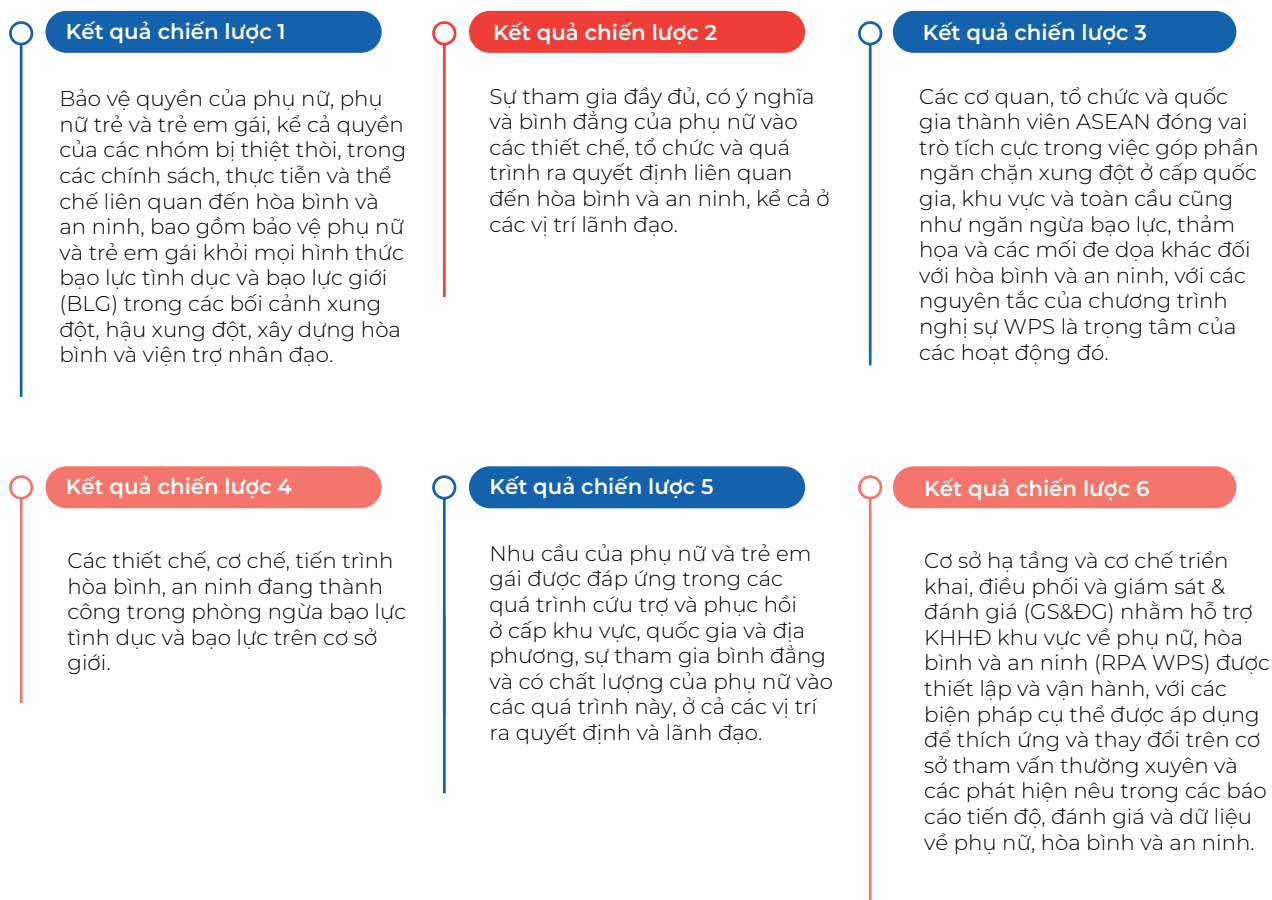 Kết quả chiến lược 1
Bảo vệ quyền của phụ nữ, phụ
nữ trẻ và trẻ em gái, kể cả quyền
của các nhóm bị thiệt thòi, trong
các chính sách, thực tiễn và thể
chế liên quan đến hòa bình và
an ninh, bao gồm bảo vệ phụ nữ
và trẻ em gái khỏi mọi hình thức
bạo lực tình dục và bạo lực giới
(BLG) trong các bối cảnh xung
đột, hậu xung đột, xây dựng hòa
bình và viện trợ nhân đạo.
Kết quả chiến lược 2
Sự tham gia đầy đủ, có ý nghĩa
và bình đẳng của phụ nữ vào
các thiết chế, tổ chức và quá
trình ra quyết định liên quan
đến hòa bình và an ninh, kể cả ở
các vị trí lãnh đạo.
Kết quả chiến lược 3
Các cơ quan, tổ chức và quốc
gia thành viên ASEAN đóng vai
trò tích cực trong việc góp phần
ngăn chặn xung đột ở cấp quốc
gia, khu vực và toàn cầu cũng
như ngăn ngừa bạo lực, thảm
họa và các mối đe dọa khác đối
với hòa bình và an ninh, với các
nguyên tắc của chương trình
nghị sự WPS là trọng tâm của
các hoạt động đó.
Kết quả chiến lược 4
Các thiết chế, cơ chế, tiến trình
hòa bình, an ninh đang thành
công trong phòng ngừa bạo lực
tình dục và bạo lực trên cơ sở
giới.
Kết quả chiến lược 5
Nhu cầu của phụ nữ và trẻ em
gái được đáp ứng trong các
quá trình cứu trợ và phục hồi
ở cấp khu vực, quốc gia và địa
phương, sự tham gia bình đẳng
và có chất lượng của phụ nữ vào
các quá trình này, ở cả các vị trí
ra quyết định và lãnh đạo.
Kết quả chiến lược 6
Cơ sở hạ tầng và cơ chế triển
khai, điều phối và giám sát &
đánh giá (GS&ĐG) nhằm hỗ trợ
KHHĐ khu vực về phụ nữ, hòa
bình và an ninh (RPA WPS) được
thiết lập và vận hành, với các
biện pháp cụ thể được áp dụng
để thích ứng và thay đổi trên cơ
sở tham vấn thường xuyên và
các phát hiện nêu trong các báo
cáo tiến độ, đánh giá và dữ liệu
về phụ nữ, hòa bình và an ninh.